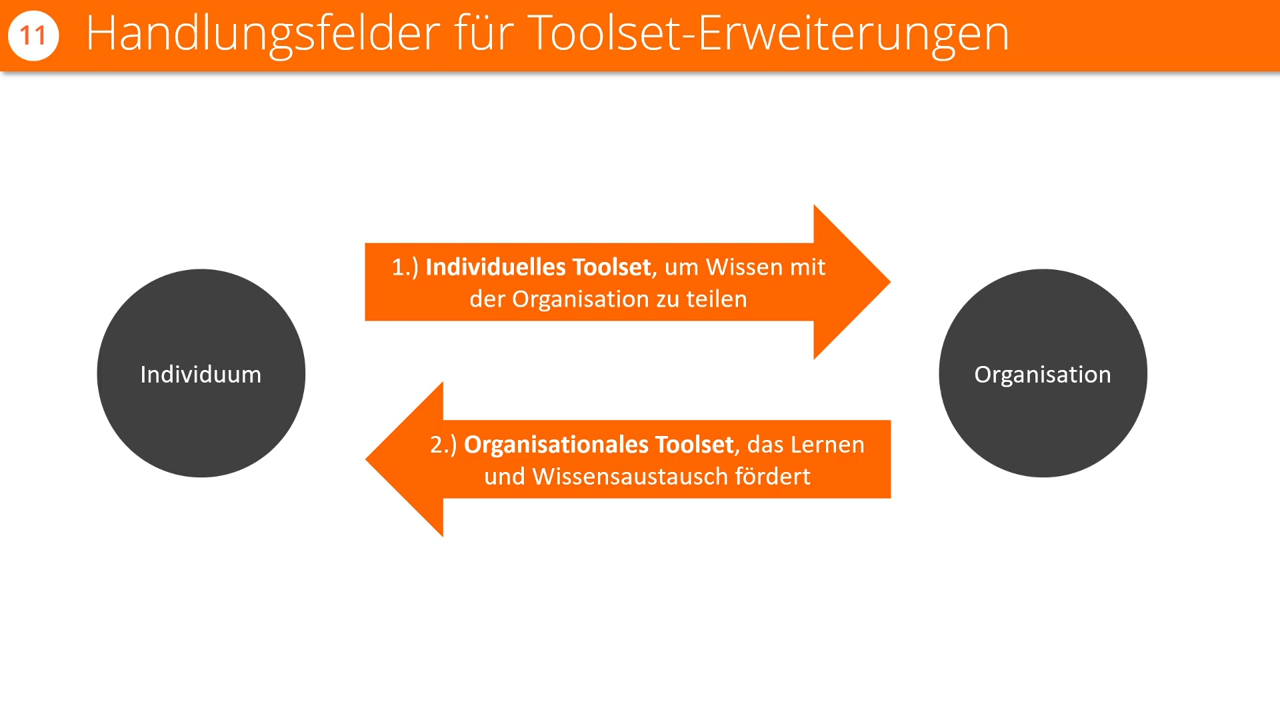 11
Handlungsfelder für Toolset-Erweiterungen
1.) Individuelles Toolset, um Wissen mit
der Organisation zu teilen
Individuum
Organisation
2.) Organisationales Toolset, das Lernen
und Wissensaustausch fördert